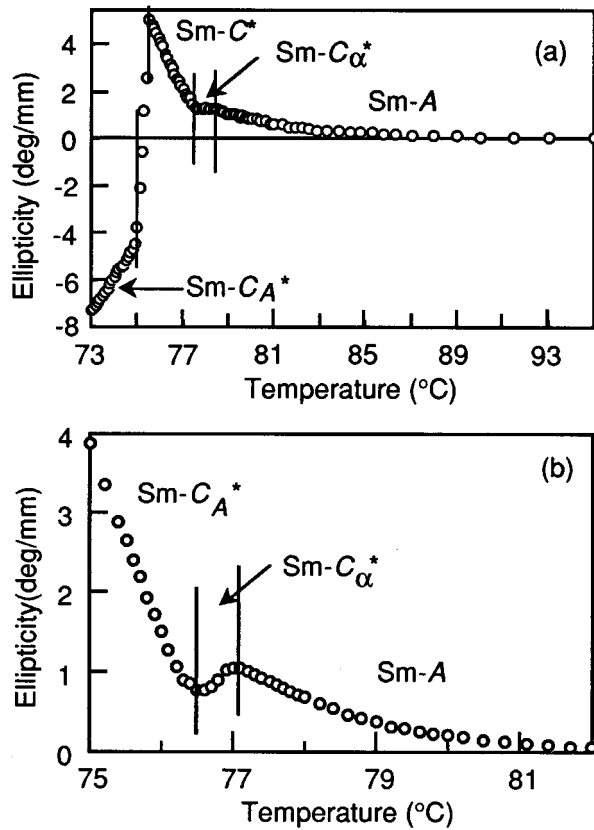 (a)
Sm-C*
Sm-Cα*
Sm-A
Sm-CA*
Ellipticity (deg/mm)
4
2
0
-2
-4
-6
-8
73 77 81 85 89 93
Temperature (°C)
(b)
Sm-CA*
Sm-Cα*
Sm-A
Ellipticity(deg/mm)
4
3
2
1
0
75 77 79 81
Temperature (°C)